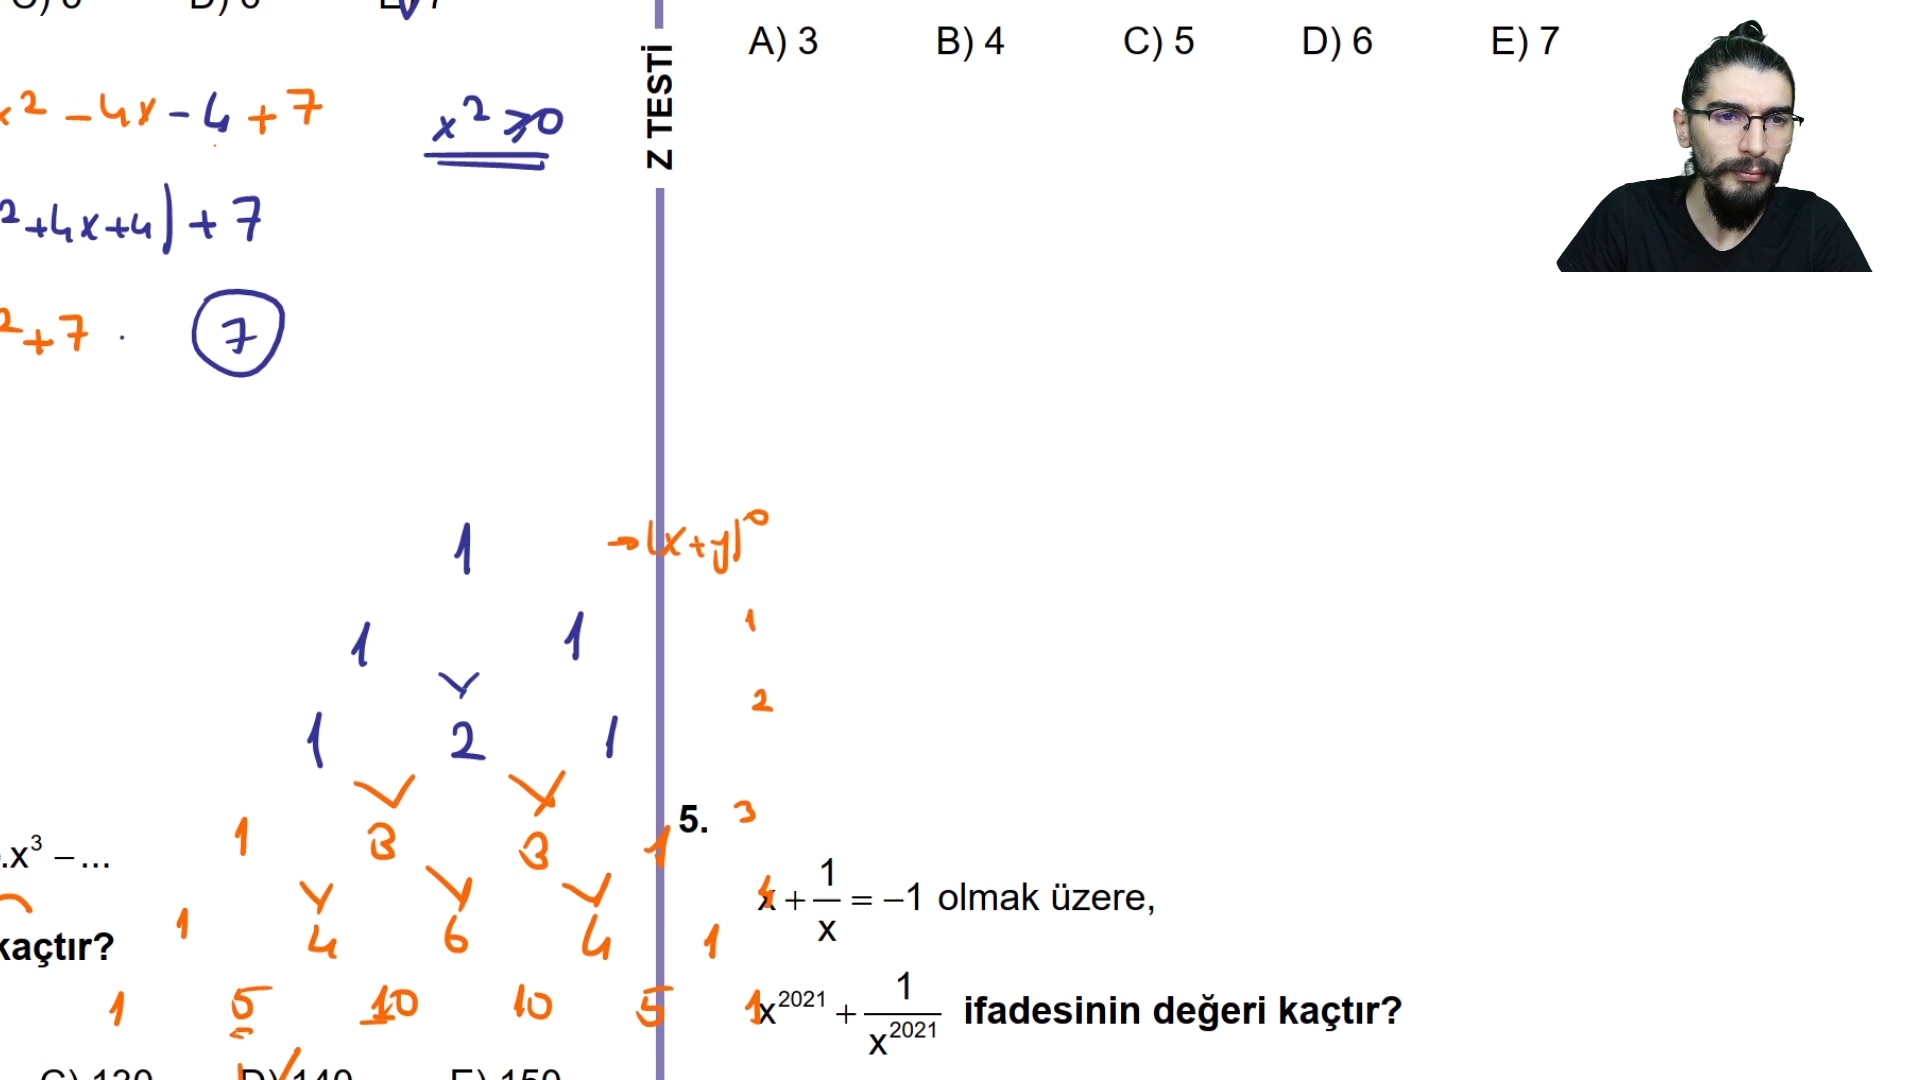 x² - 4x - 4 + 7
x² ≥ 0
² + 4x + 4) + 7
² + 7 .
7
1
→ (x+y)⁰
1 1
1
1 2 1
2
1 3 3 1
3
1 4 6 4 1
4
1 5 10 10 5 1
.x³ – ...
kaçtır?
C) 130 D) 140 E) 150
Z TESTİ
A) 3 B) 4 C) 5 D) 6 E) 7
5.
x + 1/x = –1 olmak üzere,
x²⁰²¹ + 1/x²⁰²¹ ifadesinin değeri kaçtır?